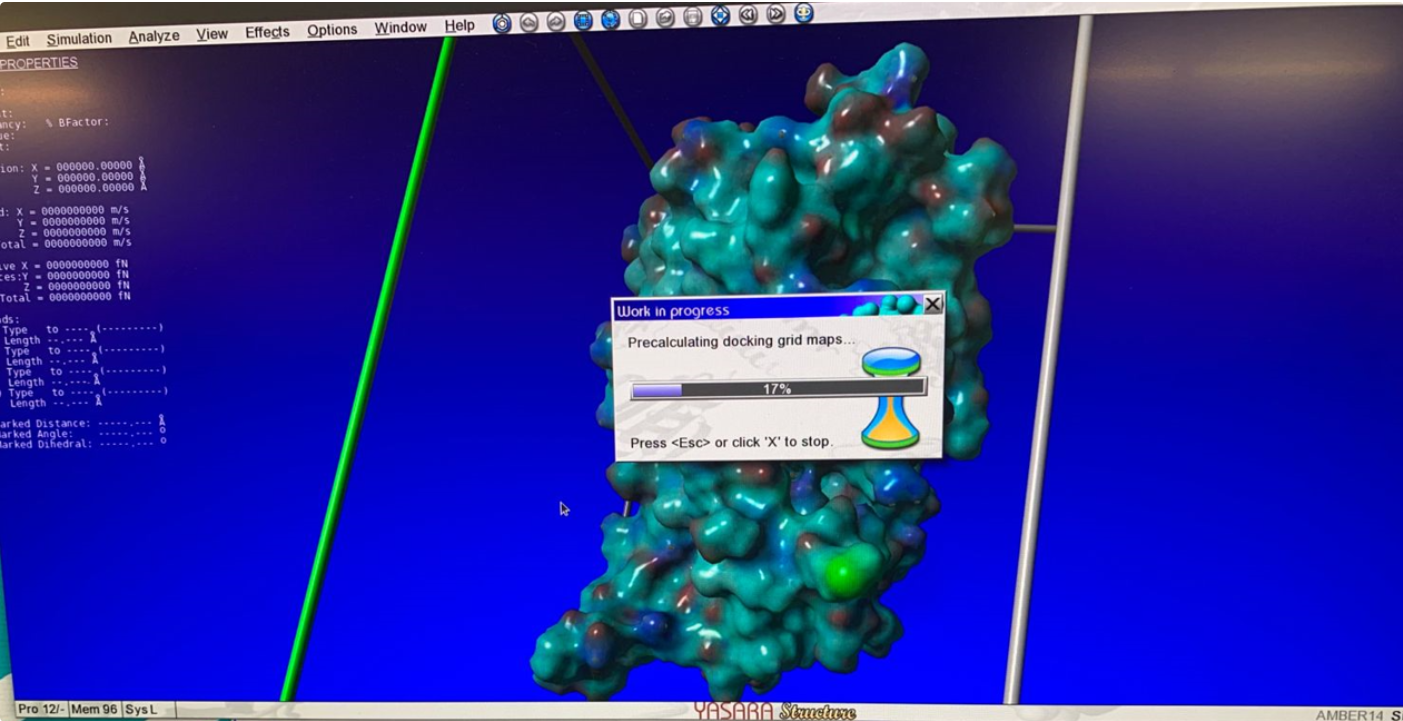 Edit Simulation Analyze View Effects Options Window Help
PROPERTIES
:
t:
ancy: % BFactor:
ue:
t:
ion: X = 000000.00000 Å
Y = 000000.00000 Å
Z = 000000.00000 Å
d: X = 0000000000 m/s
Y = 0000000000 m/s
Z = 0000000000 m/s
otal = 0000000000 m/s
ive X = 0000000000 fN
ces:Y = 0000000000 fN
Z = 0000000000 fN
Total = 0000000000 fN
ds:
Type to ----,(---------)
Length --.--- Å
Type to ----,(---------)
Length --.--- Å
Type to ----,(---------)
Length --.--- Å
Type to ----,(---------)
Length --.--- Å
arked Distance: -----.--- Å
arked Angle: -----.--- °
Marked Dihedral: -----.--- °
Work in progress
Precalculating docking grid maps...
17%
Press <Esc> or click 'X' to stop.
Pro 12/- Mem 96 Sys L
YASARA Structure
AMBER14 S